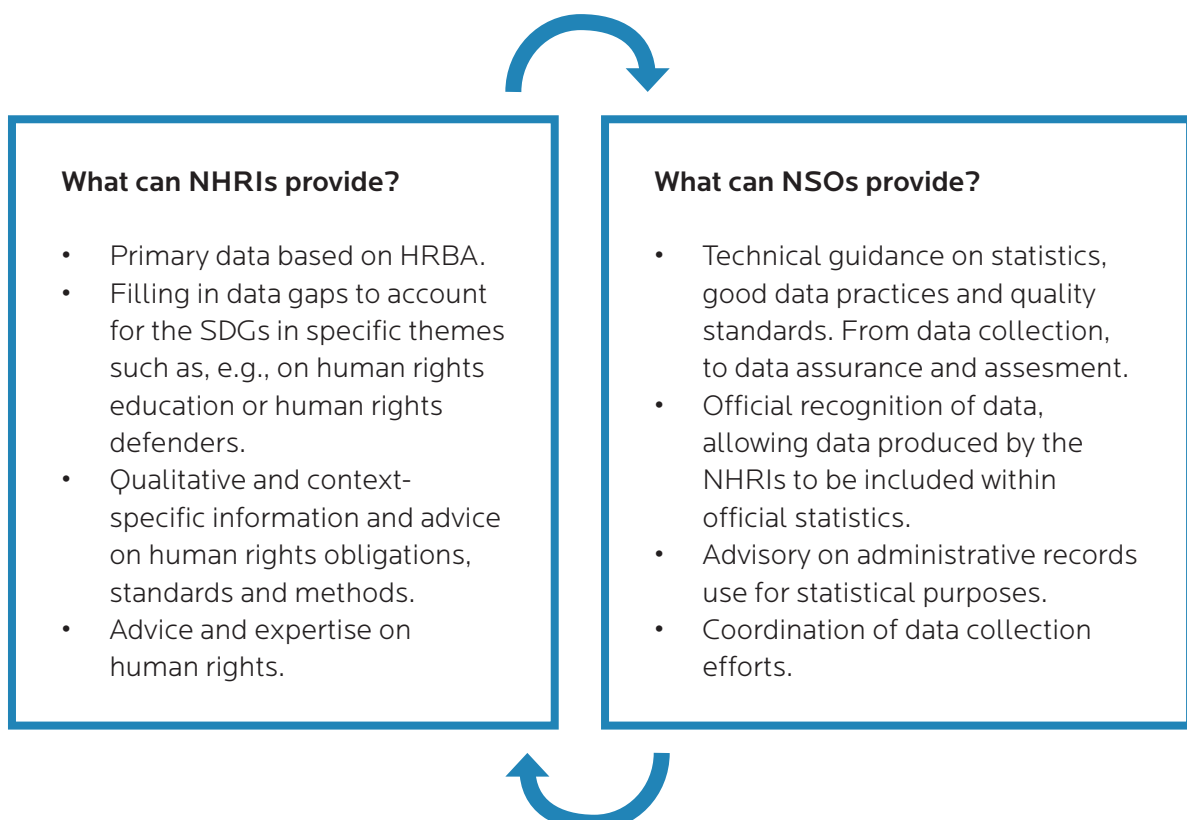 What can NHRIs provide?
• Primary data based on HRBA.
• Filling in data gaps to account
for the SDGs in specific themes
such as, e.g., on human rights
education or human rights
defenders.
• Qualitative and context-
specific information and advice
on human rights obligations,
standards and methods.
• Advice and expertise on
human rights.
What can NSOs provide?
• Technical guidance on statistics,
good data practices and quality
standards. From data collection,
to data assurance and assesment.
• Official recognition of data,
allowing data produced by the
NHRIs to be included within
official statistics.
• Advisory on administrative records
use for statistical purposes.
• Coordination of data collection
efforts.